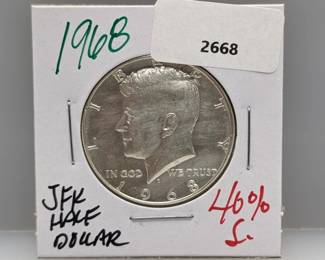 1968
2668
LIBERTY
IN GOD WE TRUST
1968
JFK
HALF
DOLLAR
40%
S.